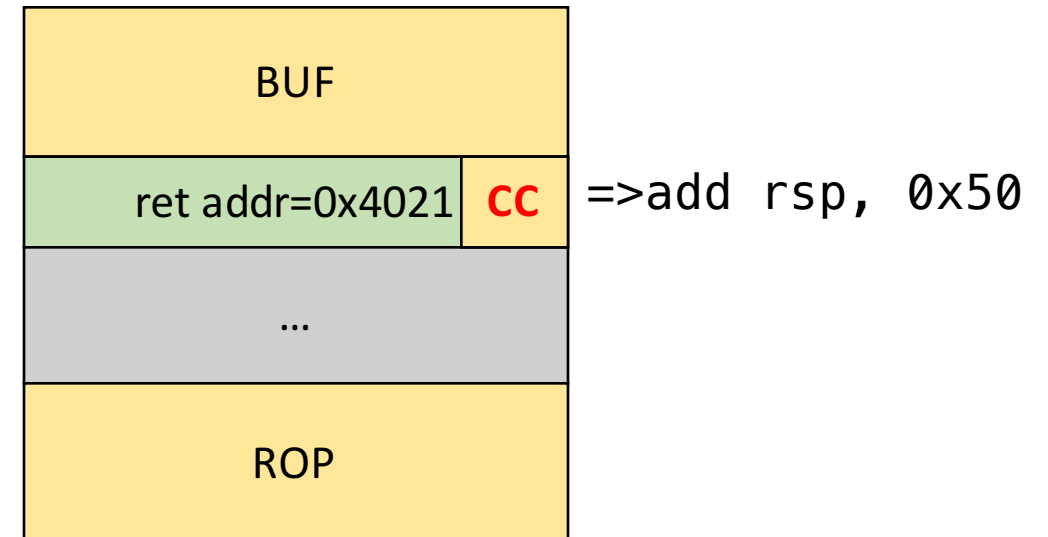 BUF
ret addr=0x4021 CC =>add rsp, 0x50
…
ROP